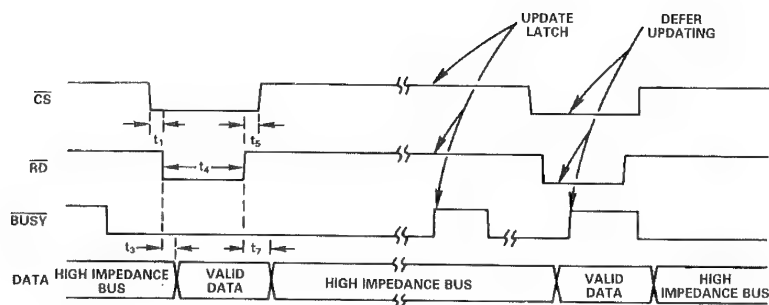 UPDATE
LATCH
DEFER
UPDATING
CS
t1
t5
RD
t4
BUSY
t3
t7
DATA
HIGH IMPEDANCE
BUS
VALID
DATA
HIGH IMPEDANCE BUS
VALID
DATA
HIGH
IMPEDANCE BUS